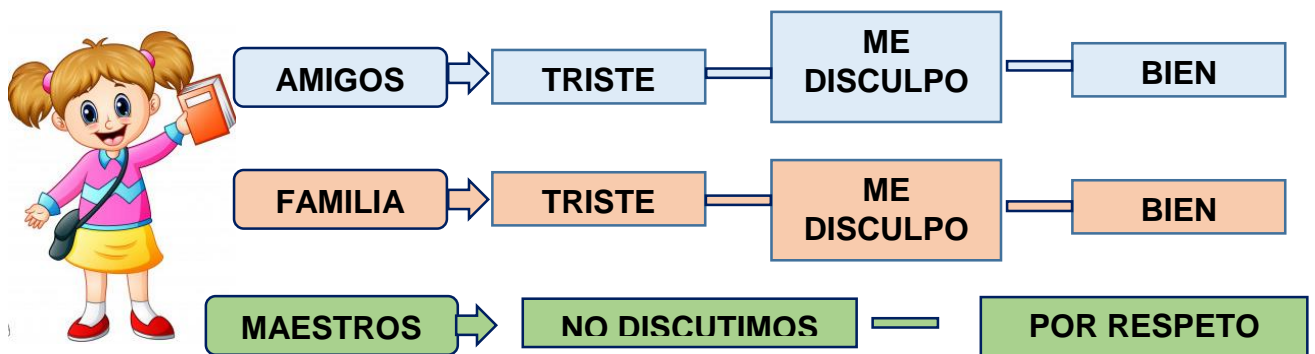 AMIGOS TRISTE ME DISCULPO BIEN
FAMILIA TRISTE ME DISCULPO BIEN
MAESTROS NO DISCUTIMOS POR RESPETO